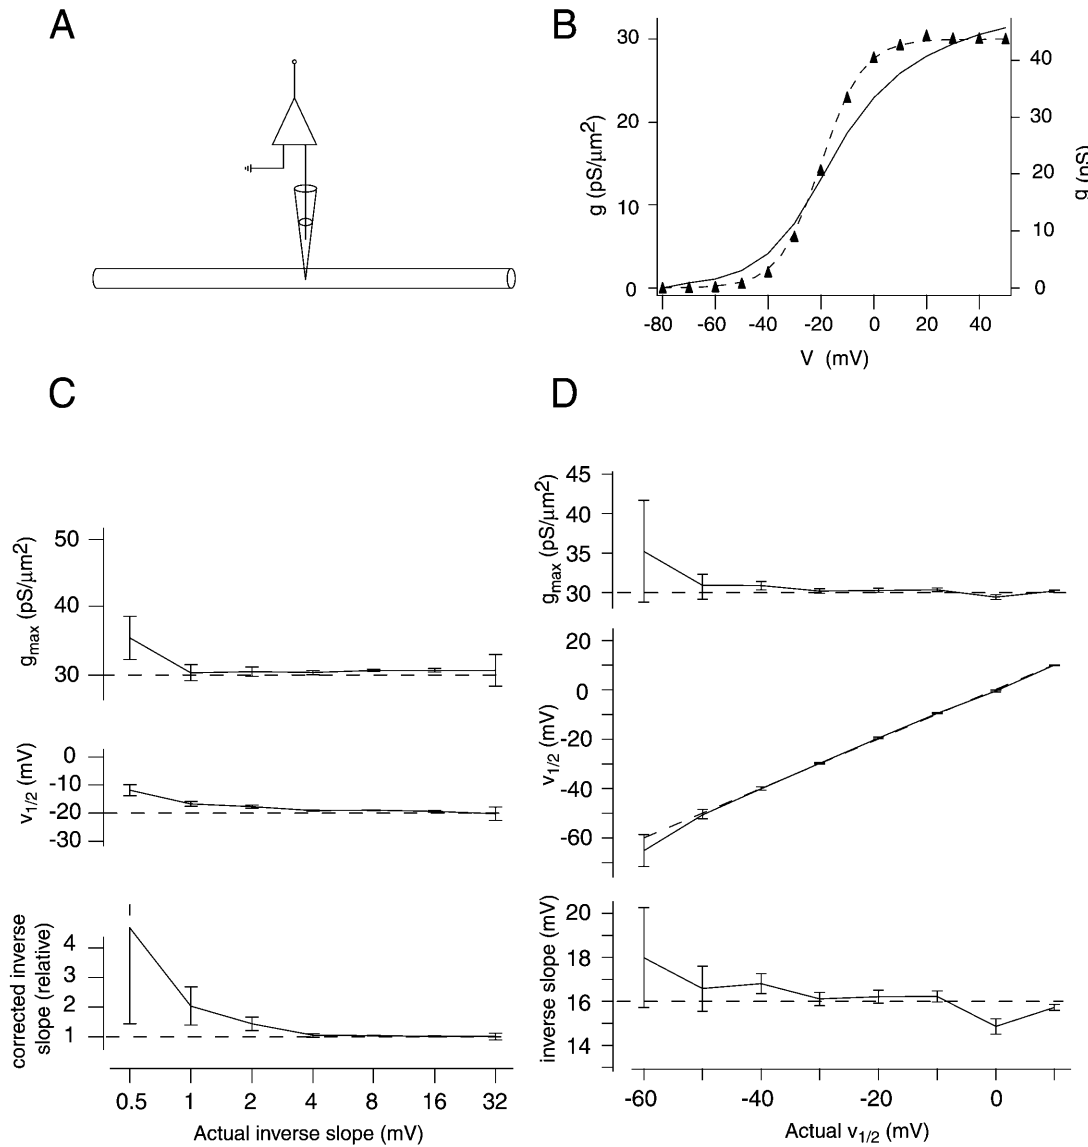 A
B
30
20
10
0
g (pS/μm2)
40
30
20
10
0
g (pS)
-80 -60 -40 -20 0 20 40
V (mV)
C
50
40
30
gmax (pS/μm2)
0
-10
-20
-30
v1/2 (mV)
4
3
2
1
corrected inverse
slope (relative)
0.5 1 2 4 8 16 32
Actual inverse slope (mV)
D
45
40
35
30
gmax (pS/μm2)
20
0
-20
-40
-60
v1/2 (mV)
20
18
16
14
inverse slope (mV)
-60 -40 -20 0
Actual v1/2 (mV)